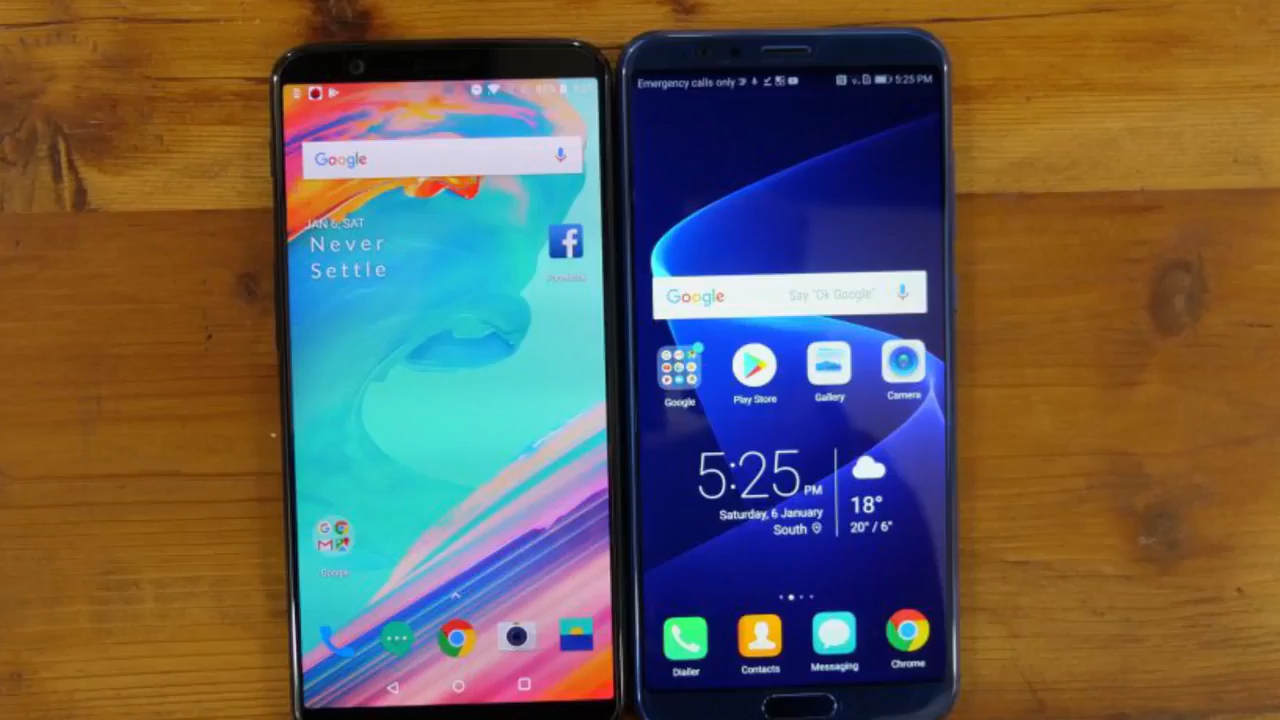 Google
JAN 6, SAT
Never
Settle
Google
Emergency calls only
5:25 PM
Google
Say "Ok Google"
Google
Play Store
Gallery
Camera
5:25 PM
Saturday, 6 January
South
18°
20° / 6°
Dialler
Contacts
Messaging
Chrome